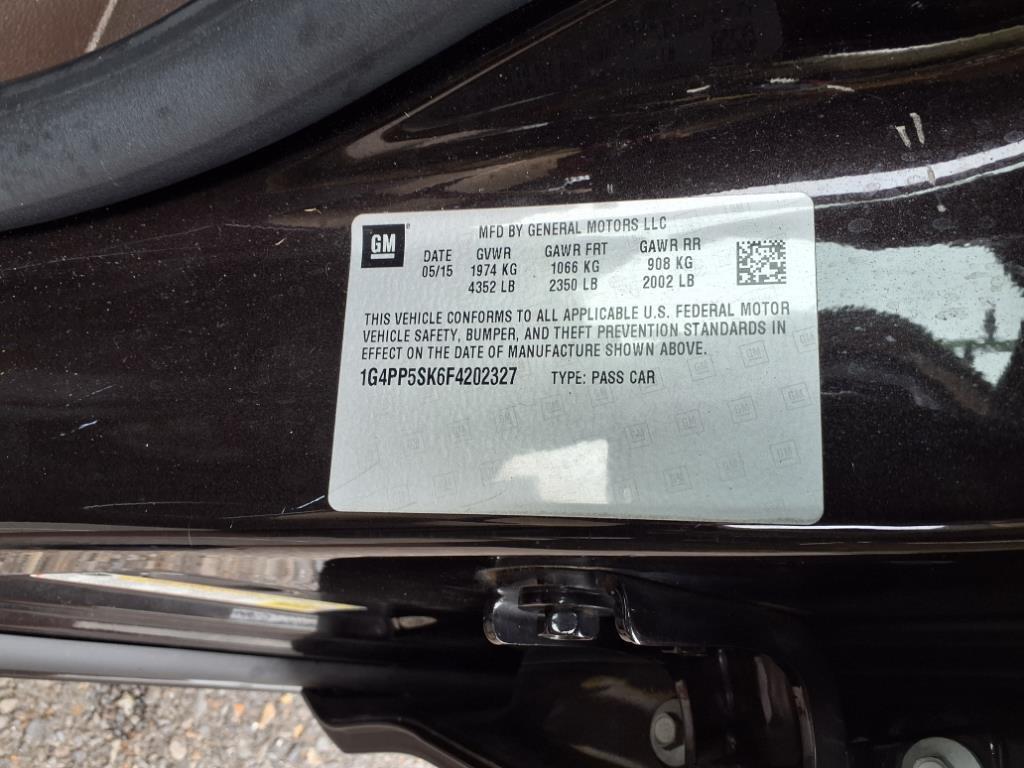 GM ® MFD BY GENERAL MOTORS LLC
DATE GVWR GAWR FRT GAWR RR
05/15 1974 KG 1066 KG 908 KG
4352 LB 2350 LB 2002 LB
THIS VEHICLE CONFORMS TO ALL APPLICABLE U.S. FEDERAL MOTOR
VEHICLE SAFETY, BUMPER, AND THEFT PREVENTION STANDARDS IN
EFFECT ON THE DATE OF MANUFACTURE SHOWN ABOVE.
1G4PP5SK6F4202327 TYPE: PASS CAR